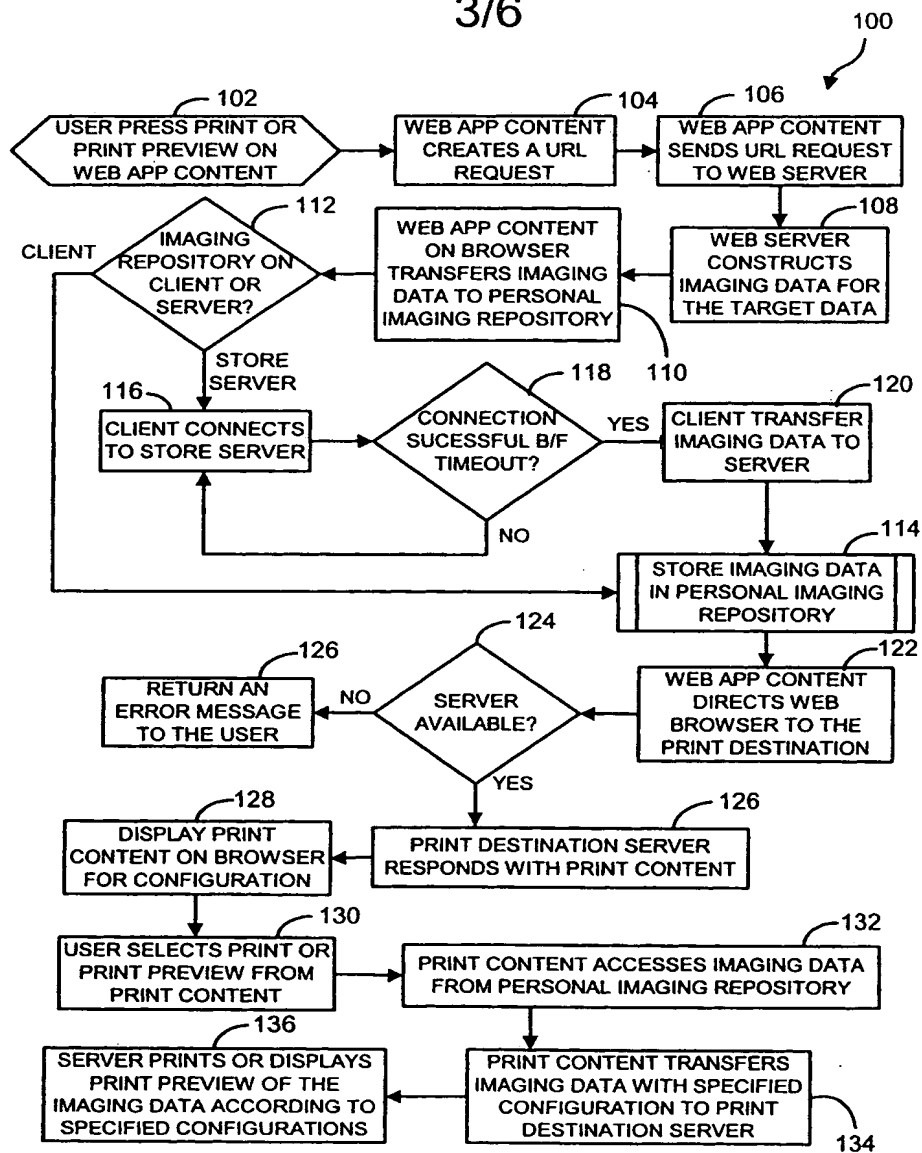 3/6
100
102
USER PRESS PRINT OR
PRINT PREVIEW ON
WEB APP CONTENT
104
WEB APP CONTENT
CREATES A URL
REQUEST
106
WEB APP CONTENT
SENDS URL REQUEST
TO WEB SERVER
108
WEB SERVER
CONSTRUCTS
IMAGING DATA FOR
THE TARGET DATA
WEB APP CONTENT
ON BROWSER
TRANSFERS IMAGING
DATA TO PERSONAL
IMAGING REPOSITORY
110
112
IMAGING
REPOSITORY ON
CLIENT OR
SERVER?
CLIENT
STORE
SERVER
116
CLIENT CONNECTS
TO STORE SERVER
118
CONNECTION
SUCESSFUL B/F
TIMEOUT?
YES
NO
120
CLIENT TRANSFER
IMAGING DATA TO
SERVER
114
STORE IMAGING DATA
IN PERSONAL IMAGING
REPOSITORY
122
WEB APP CONTENT
DIRECTS WEB
BROWSER TO THE
PRINT DESTINATION
124
SERVER
AVAILABLE?
NO
YES
126
RETURN AN
ERROR MESSAGE
TO THE USER
126
PRINT DESTINATION SERVER
RESPONDS WITH PRINT CONTENT
128
DISPLAY PRINT
CONTENT ON BROWSER
FOR CONFIGURATION
130
USER SELECTS PRINT OR
PRINT PREVIEW FROM
PRINT CONTENT
132
PRINT CONTENT ACCESSES IMAGING DATA
FROM PERSONAL IMAGING REPOSITORY
PRINT CONTENT TRANSFERS
IMAGING DATA WITH SPECIFIED
CONFIGURATION TO PRINT
DESTINATION SERVER
134
136
SERVER PRINTS OR DISPLAYS
PRINT PREVIEW OF THE
IMAGING DATA ACCORDING TO
SPECIFIED CONFIGURATIONS